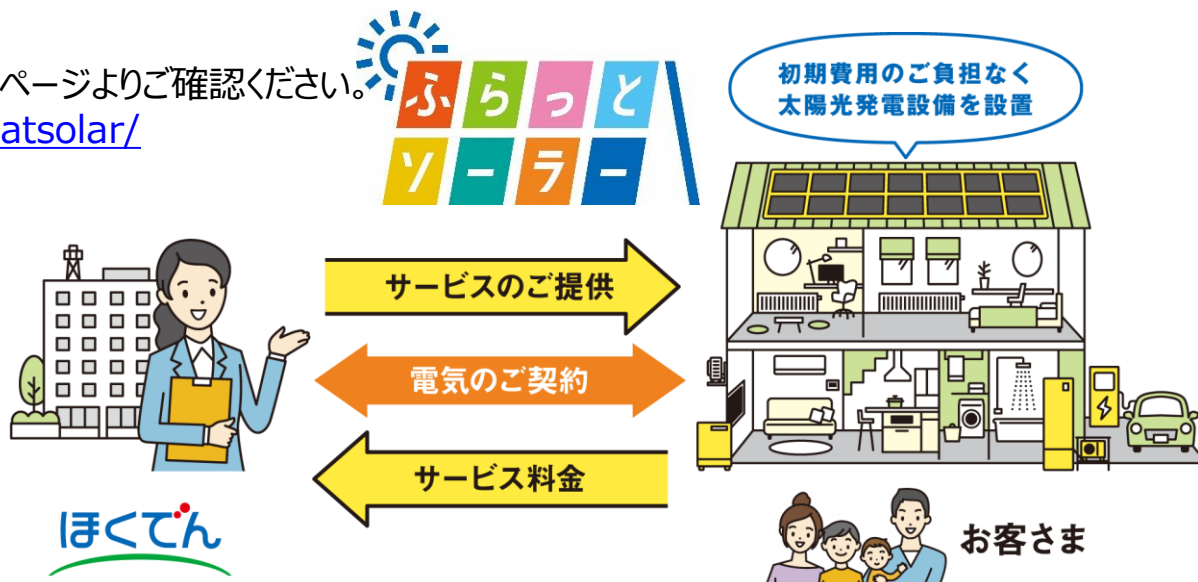 ページよりご確認ください。
atsolar/
ふらっと
ソーラー
初期費用のご負担なく
太陽光発電設備を設置
サービスのご提供
電気のご契約
サービス料金
ほくでん
お客さま